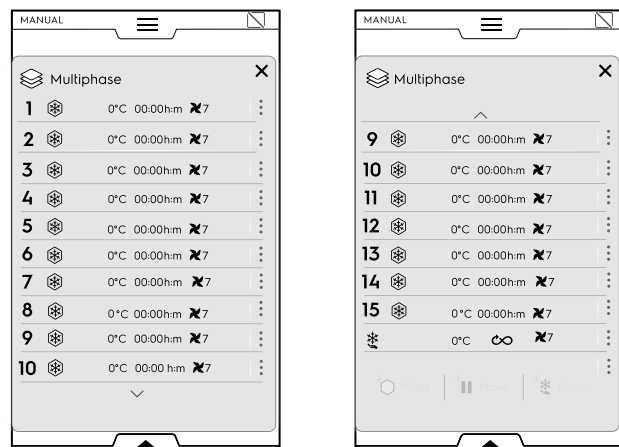 MANUAL
Multiphase
1 0°C 00:00h:m 7
2 0°C 00:00h:m 7
3 0°C 00:00h:m 7
4 0°C 00:00h:m 7
5 0°C 00:00h:m 7
6 0°C 00:00h:m 7
7 0°C 00:00h:m 7
8 0°C 00:00h:m 7
9 0°C 00:00h:m 7
10 0°C 00:00 h:m 7
MANUAL
Multiphase
9 0°C 00:00h:m 7
10 0°C 00:00h:m 7
11 0°C 00:00h:m 7
12 0°C 00:00h:m 7
13 0°C 00:00h:m 7
14 0°C 00:00h:m 7
15 0°C 00:00h:m 7
0°C 7
Phase Pause Cons